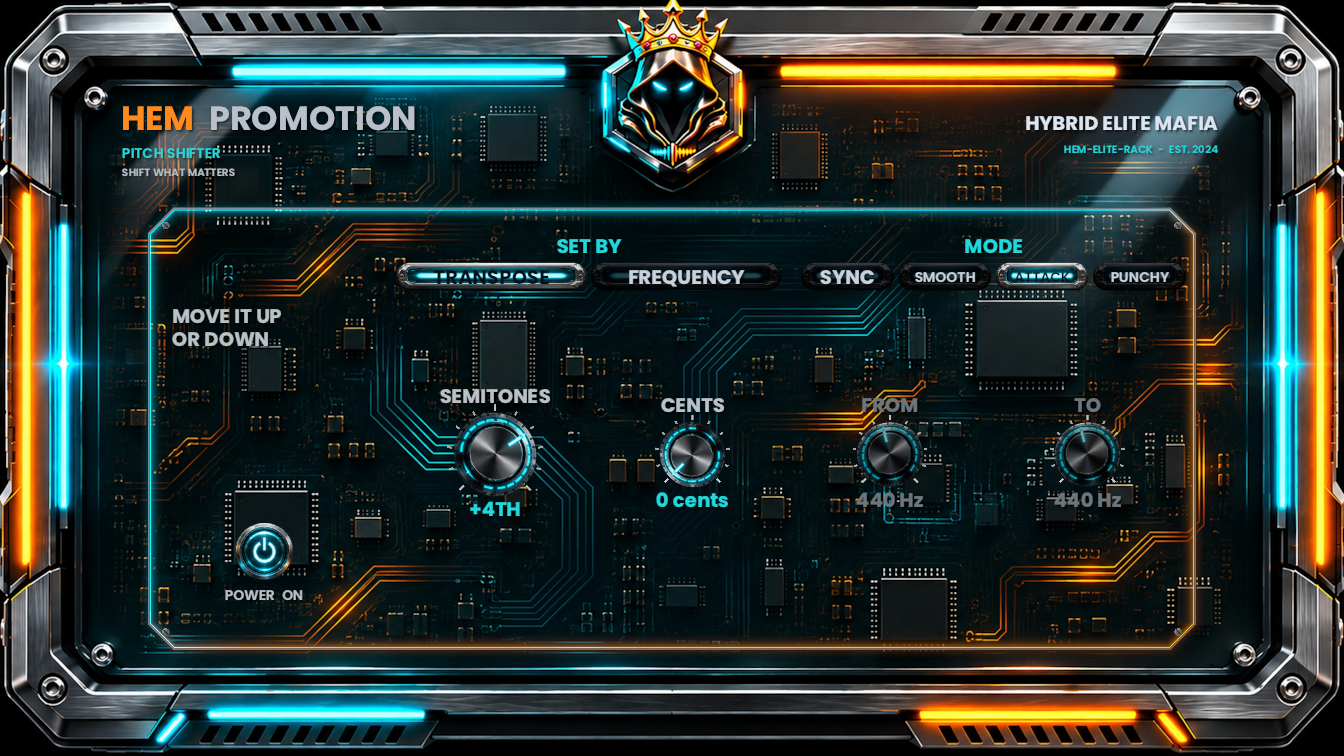 HEM PROMOTION
PITCH SHIFTER
SHIFT WHAT MATTERS
HYBRID ELITE MAFIA
HEM-ELITE-RACK - EST. 2024
SET BY
MODE
TRANSPOSE
FREQUENCY
SYNC
SMOOTH
ATTACK
PUNCHY
MOVE IT UP
OR DOWN
SEMITONES
CENTS
FROM
TO
+4TH
0 cents
440 Hz
440 Hz
POWER ON